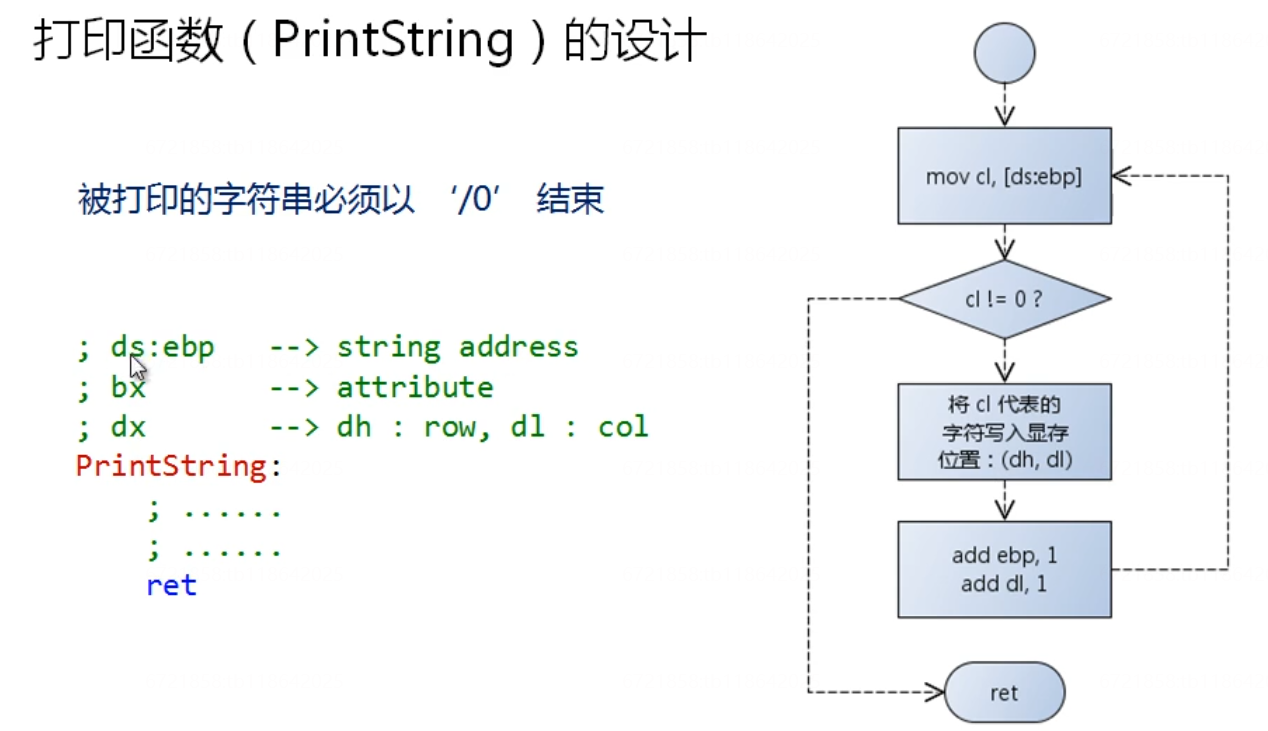 打印函数（PrintString）的设计
被打印的字符串必须以 ‘/0’ 结束
; ds:ebp --> string address
; bx --> attribute
; dx --> dh : row, dl : col
PrintString:
; ......
; ......
ret
mov cl, [ds:ebp]
cl != 0 ?
将 cl 代表的
字符写入显存
位置：(dh, dl)
add ebp, 1
add dl, 1
ret